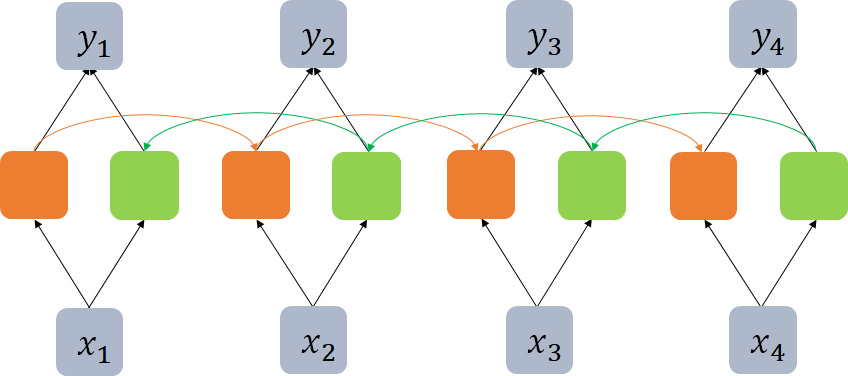 y₁ y₂ y₃ y₄
x₁ x₂ x₃ x₄